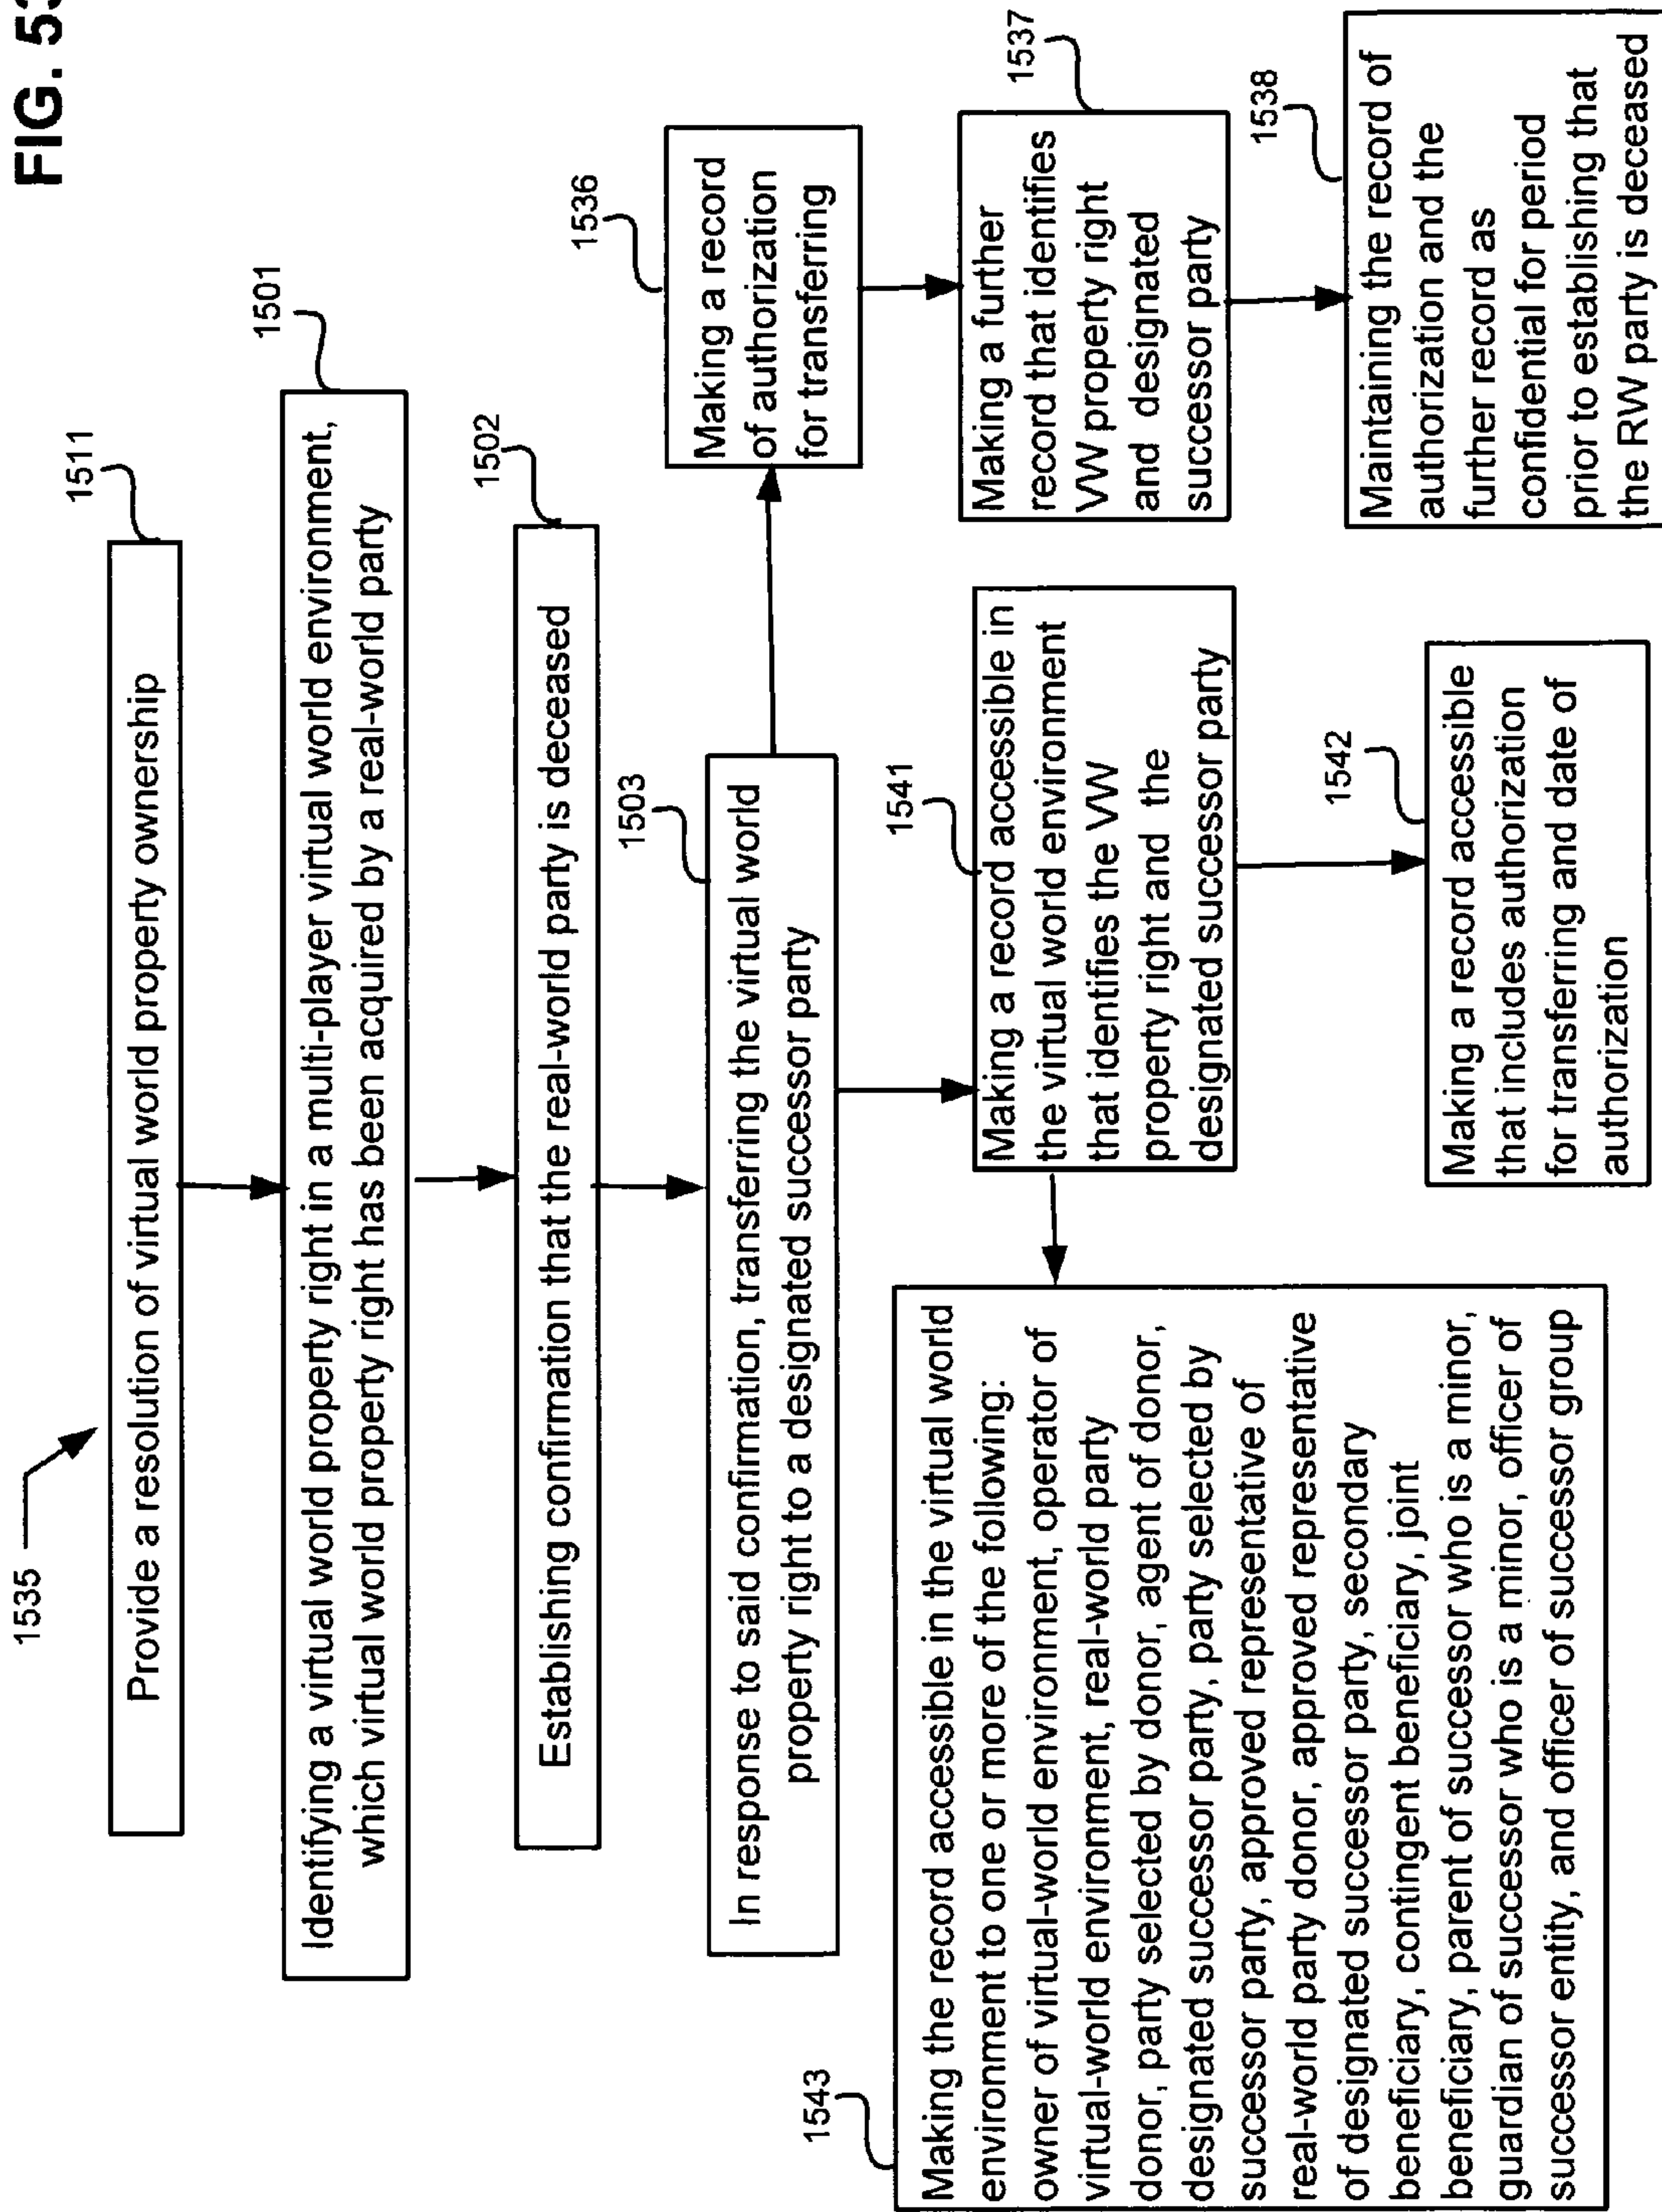 FIG. 53
1535
1511
Provide a resolution of virtual world property ownership
1501
Identifying a virtual world property right in a multi-player virtual world environment,
which virtual world property right has been acquired by a real-world party
1502
Establishing confirmation that the real-world party is deceased
1503
In response to said confirmation, transferring the virtual world
property right to a designated successor party
1536
Making a record
of authorization
for transferring
1537
Making a further
record that identifies
VW property right
and designated
successor party
1538
Maintaining the record of
authorization and the
further record as
confidential for period
prior to establishing that
the RW party is deceased
1541
Making a record accessible in
the virtual world environment
that identifies the VW
property right and the
designated successor party
1542
Making a record accessible
that includes authorization
for transferring and date of
authorization
1543
Making the record accessible in the virtual world
environment to one or more of the following:
owner of virtual-world environment, operator of
virtual-world environment, real-world party
donor, party selected by donor, agent of donor,
designated successor party, party selected by
successor party, approved representative of
real-world party donor, approved representative
of designated successor party, secondary
beneficiary, contingent beneficiary, joint
beneficiary, parent of successor who is a minor,
guardian of successor who is a minor, officer of
successor entity, and officer of successor group